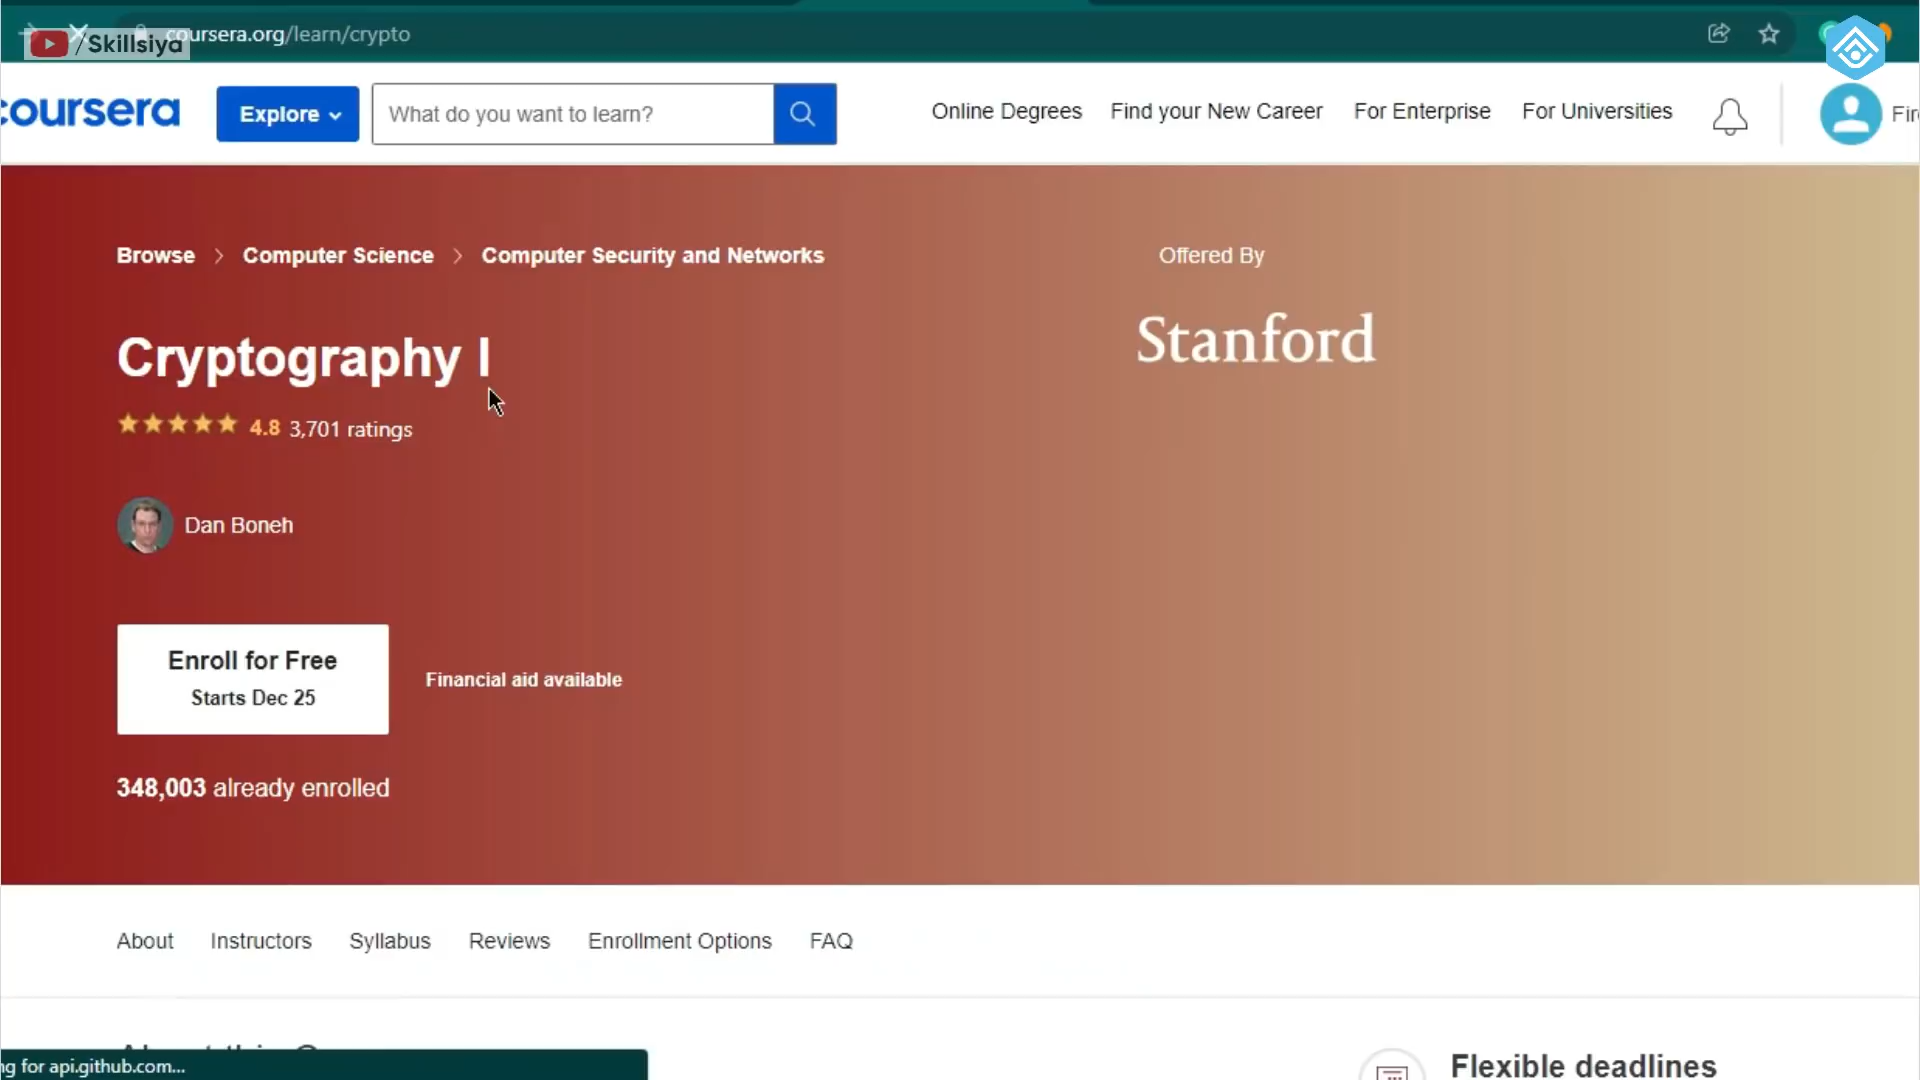 /Skillsiya
coursera.org/learn/crypto
coursera
Explore
What do you want to learn?
Online Degrees
Find your New Career
For Enterprise
For Universities
Browse > Computer Science > Computer Security and Networks
Offered By
Stanford
Cryptography I
4.8 3,701 ratings
Dan Boneh
Enroll for Free
Starts Dec 25
Financial aid available
348,003 already enrolled
About
Instructors
Syllabus
Reviews
Enrollment Options
FAQ
Flexible deadlines
ng for api.github.com...